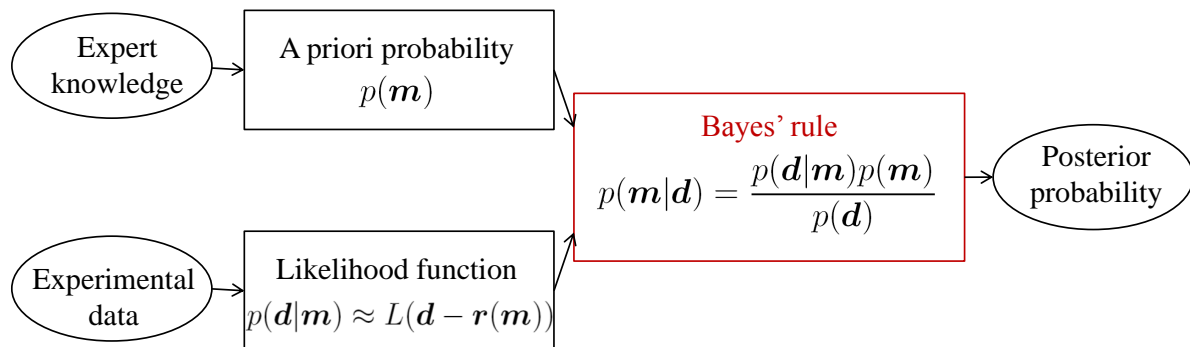 Expert
knowledge
A priori probability
p(m)
Experimental
data
Likelihood function
p(d|m) ≈ L(d − r(m))
Bayes’ rule
p(m|d) = p(d|m)p(m)
p(d)
Posterior
probability